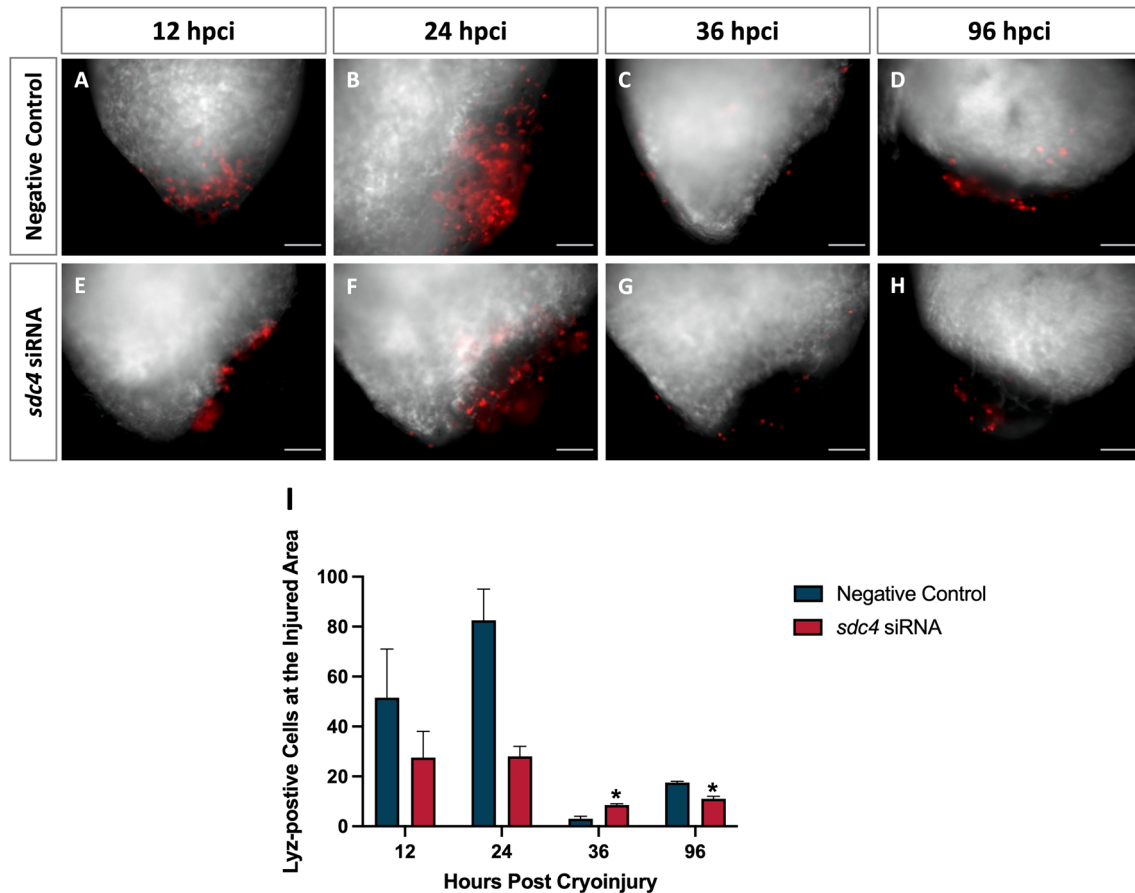 12 hpci
24 hpci
36 hpci
96 hpci
Negative Control
A
B
C
D
sdc4 siRNA
E
F
G
H
I
Lyz-postive Cells at the Injured Area
100
80
60
40
20
0
*
*
12
24
36
96
Hours Post Cryoinjury
Negative Control
sdc4 siRNA